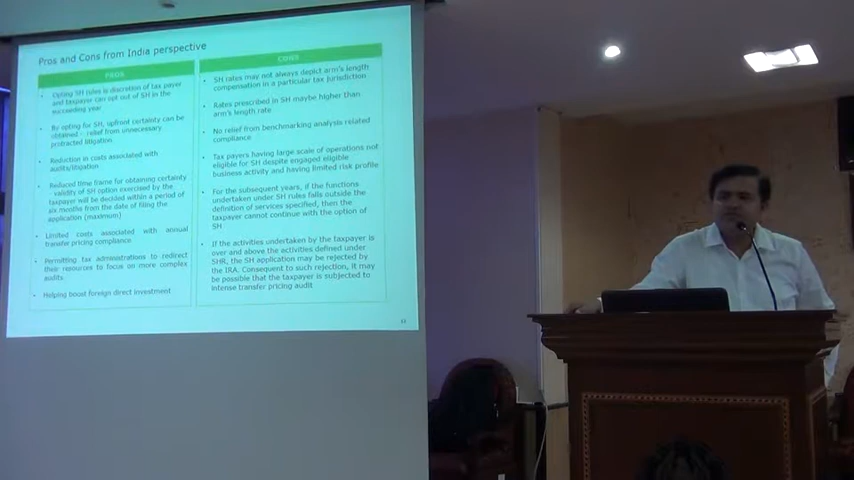 Pros and Cons from India perspective
PROS
Opting SH rules is discretion of tax payer
and taxpayer can opt out of SH in the
succeeding year
By opting for SH, upfront certainty can be
obtained - relief from unnecessary
protracted litigation
Reduction in costs associated with
audits/litigation
Reduced time frame for obtaining certainty
- validity of SH option exercised by the
taxpayer will be decided within a period of
six months from the date of filing the
application (maximum)
Limited costs associated with annual
transfer pricing compliance
Permitting tax administrations to redirect
their resources to focus on more complex
audits
Helping boost foreign direct investment
CONS
SH rates may not always depict arm's length
compensation in a particular tax jurisdiction
Rates prescribed in SH maybe higher than
arm's length rate
No relief from benchmarking analysis related
compliance
Tax payers having large scale of operations not
eligible for SH despite engaged eligible
business activity and having limited risk profile
For the subsequent years, if the functions
undertaken under SH rules falls outside the
definition of services specified, then the
taxpayer cannot continue with the option of
SH
If the activities undertaken by the taxpayer is
over and above the activities defined under
SHR, the SH application may be rejected by
the IRA. Consequent to such rejection, it may
be possible that the taxpayer is subjected to
intense transfer pricing audit